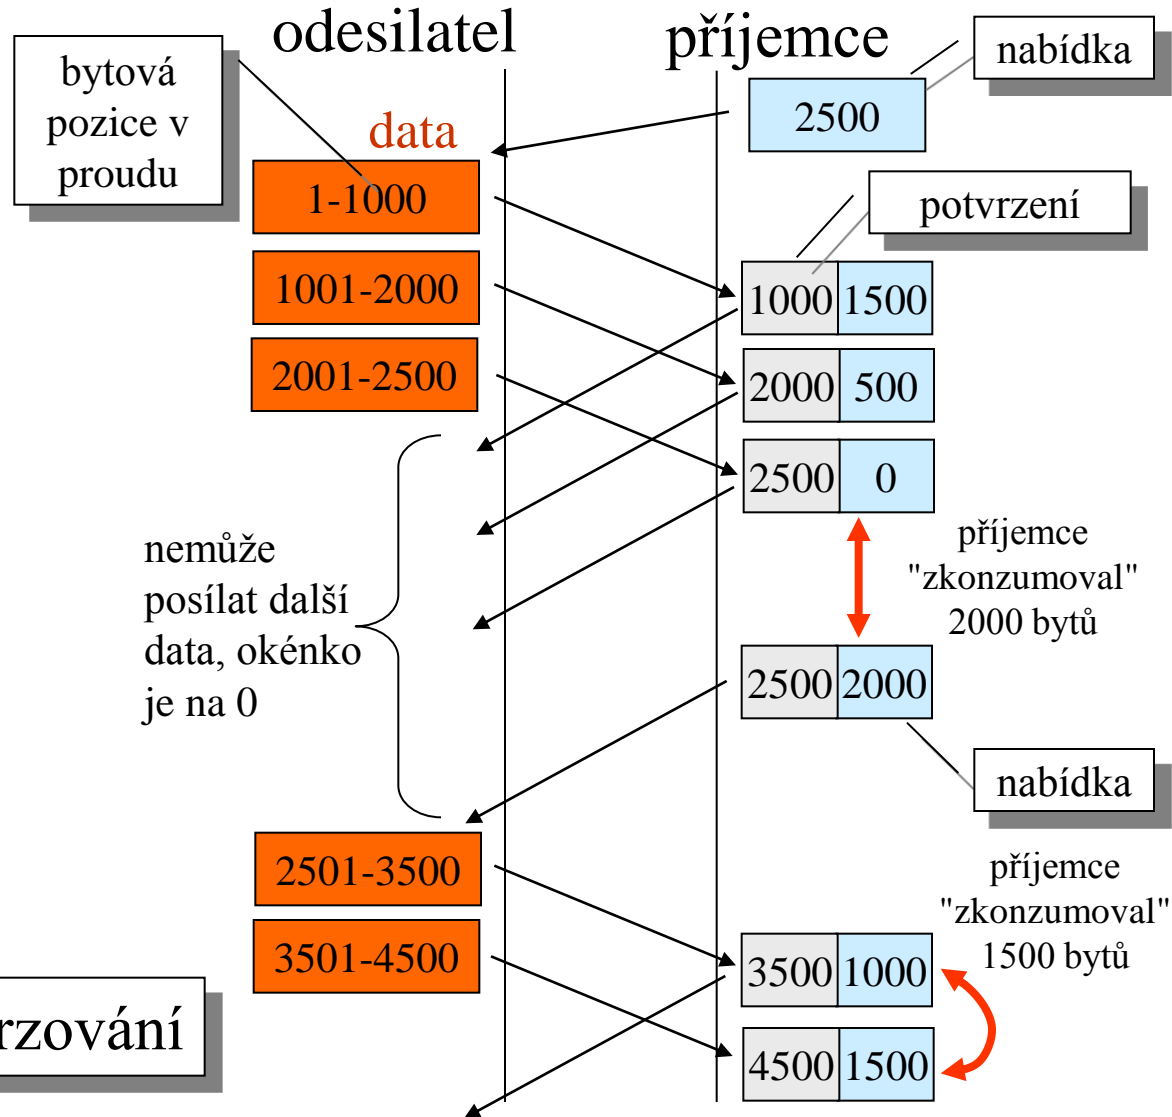 odesilatel
příjemce
nabídka
bytová
pozice v
proudu
data
2500
1-1000
potvrzení
1001-2000
1000 1500
2001-2500
2000 500
2500 0
nemůže
posílat další
data, okénko
je na 0
příjemce
"zkonzumoval"
2000 bytů
2500 2000
nabídka
2501-3500
příjemce
"zkonzumoval"
1500 bytů
3501-4500
3500 1000
rzování
4500 1500